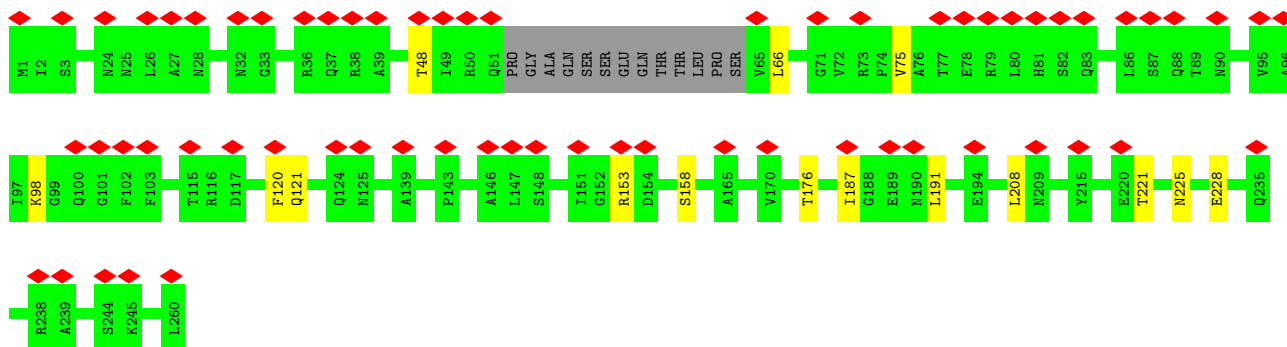 M1 I2 S3 N24 N25 L26 A27 N28 N32 G33 R36 Q37 R38 A39 T48 I49 R50 Q51 PRO GLY ALA GLN SER SER GLU GLN THR THR LEU PRO SER V65 L66 G71 V72 R73 P74 V75 A76 T77 E78 R79 L80 H81 S82 Q83 L86 S87 Q88 T89 N90 V95 A96
I97 K98 G99 Q100 G101 F102 F103 T115 R116 D117 F120 Q121 Q124 N125 A139 P143 A146 L147 S148 I151 G152 R153 D154 S158 A165 V170 T176 I187 G188 E189 N190 L191 E194 L208 N209 Y215 E220 T221 N225 E228 Q235
R238 A239 S244 K245 L260